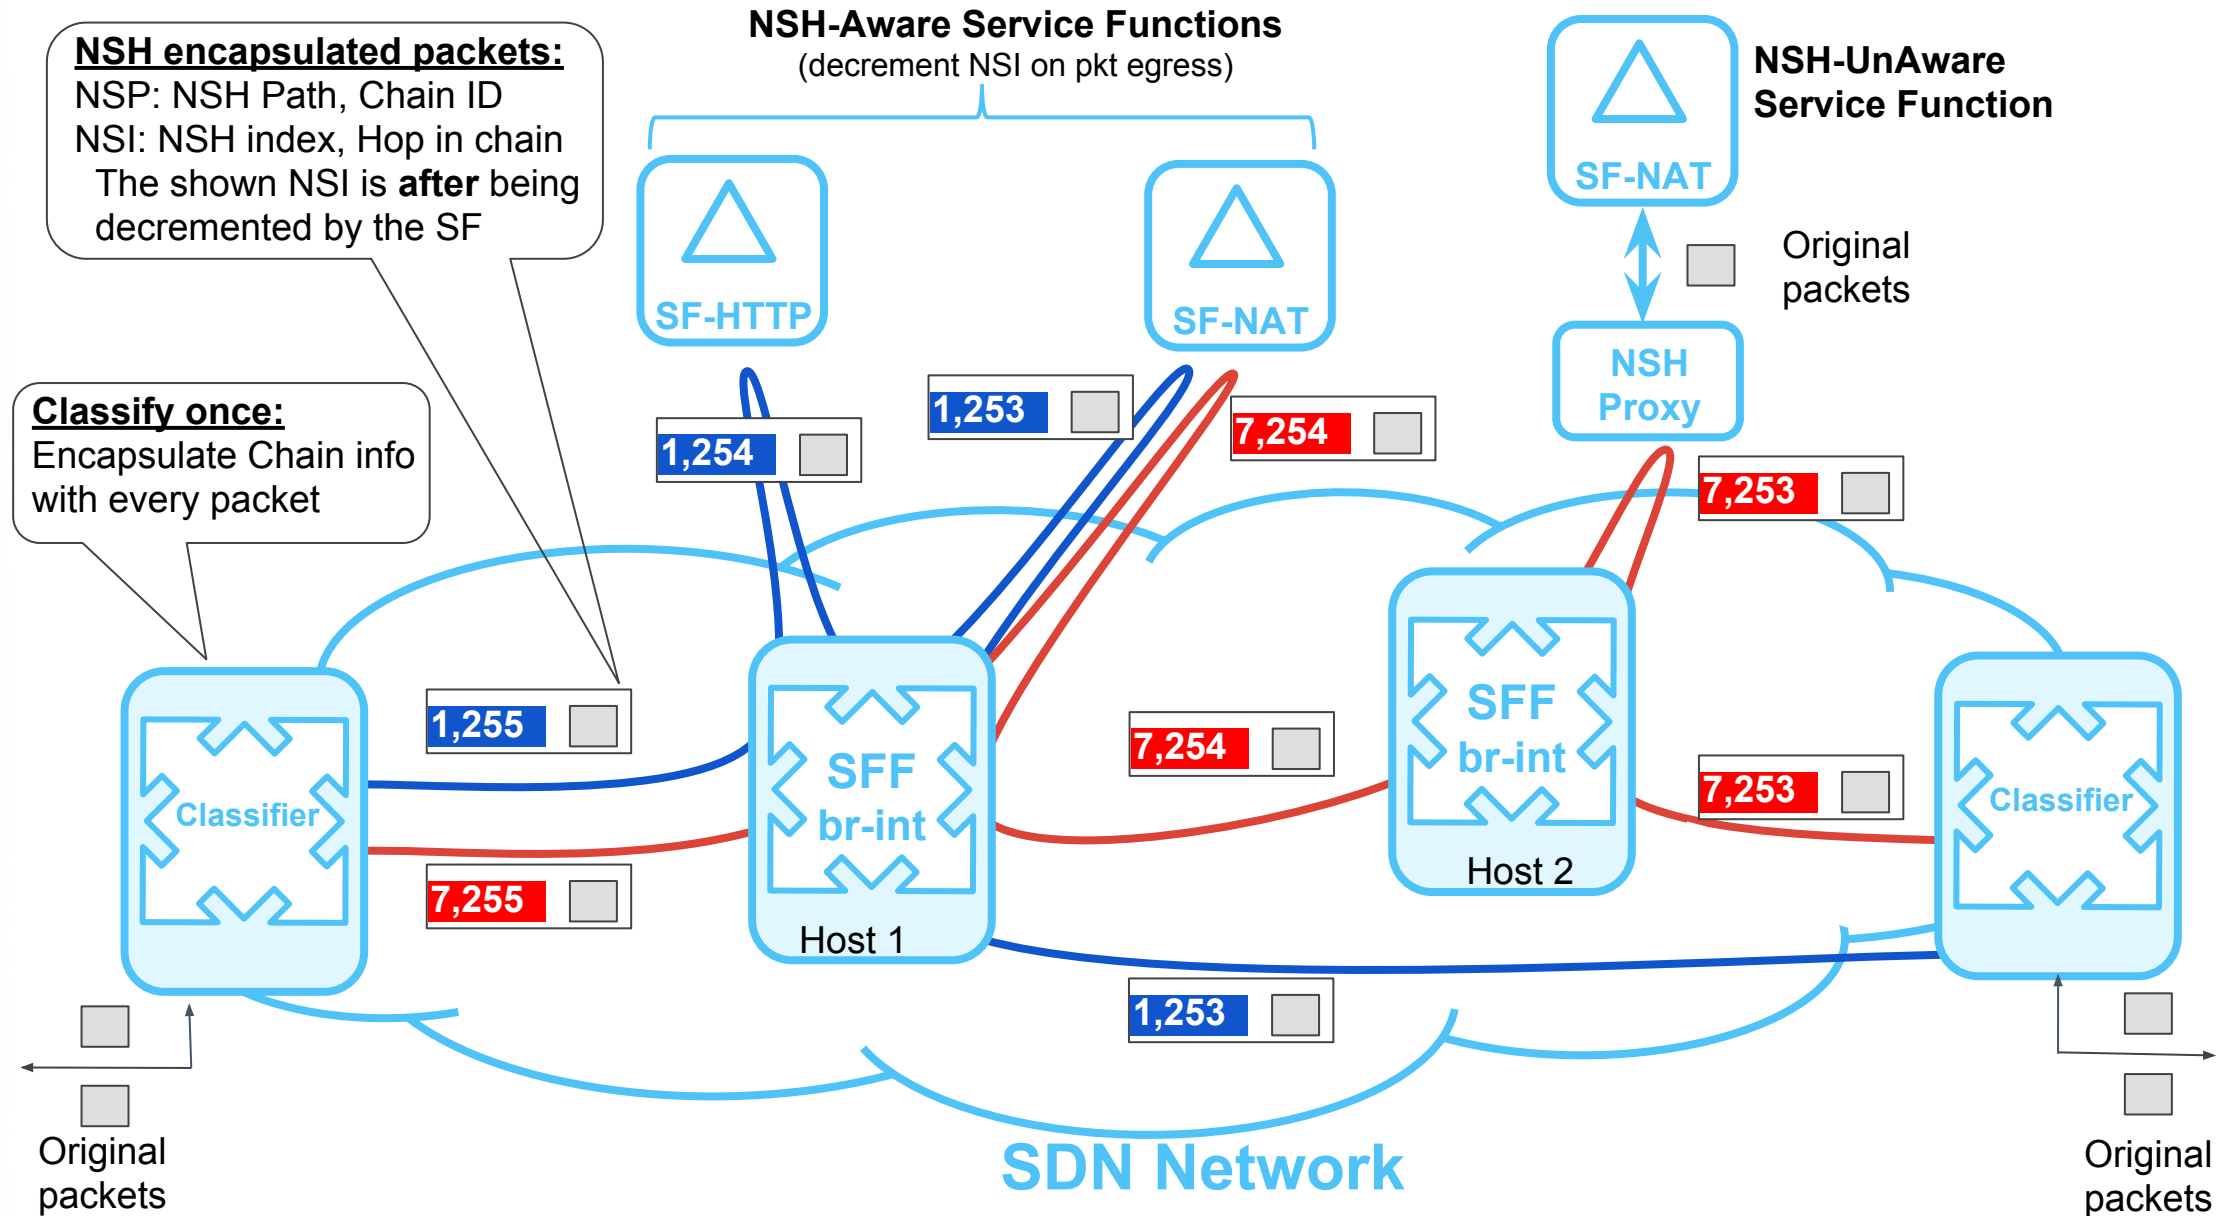 NSH-Aware Service Functions
(decrement NSI on pkt egress)
NSH encapsulated packets:
NSP: NSH Path, Chain ID
NSI: NSH index, Hop in chain
The shown NSI is after being
decremented by the SF
NSH-UnAware
Service Function
SF-NAT
Original
packets
SF-HTTP
SF-NAT
NSH
Proxy
Classify once:
Encapsulate Chain info
with every packet
1,254
1,253
7,254
7,253
1,255
7,255
Classifier
SFF
br-int
Host 1
7,254
SFF
br-int
Host 2
7,253
Classifier
1,253
Original
packets
SDN Network
Original
packets